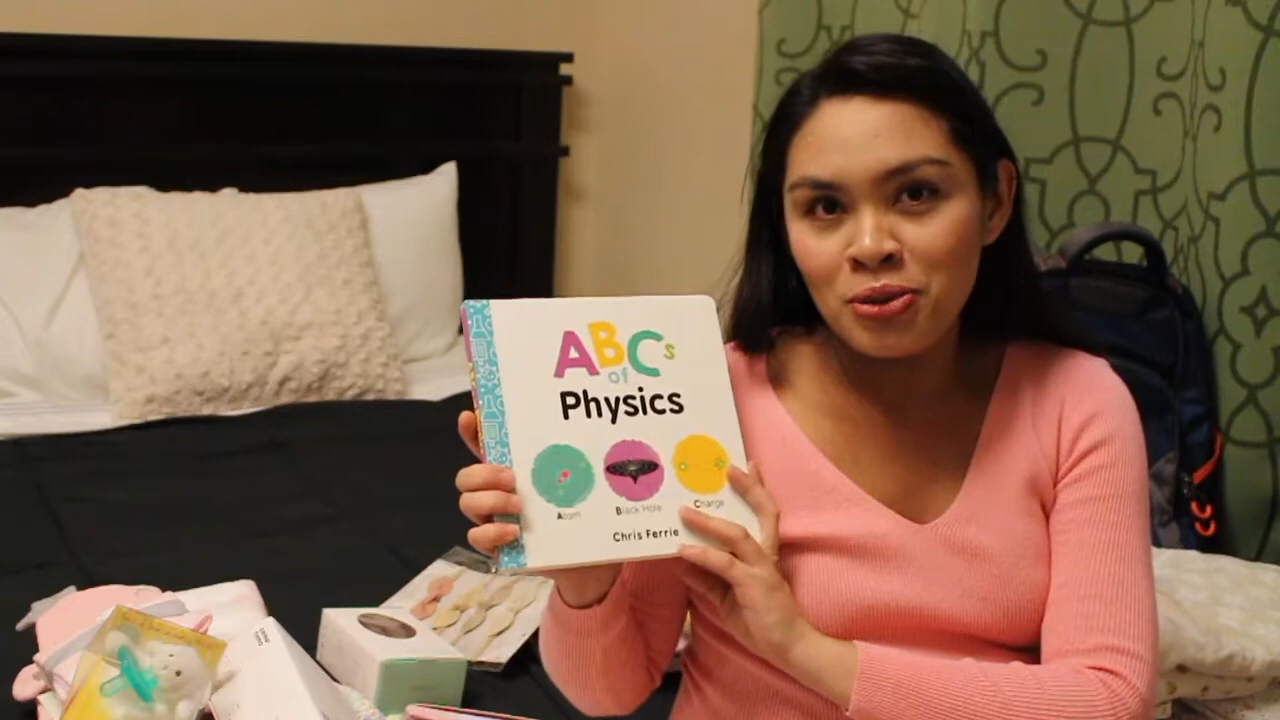 ABCs
of
Physics
Atom
Black Hole
Charge
Chris Ferrie